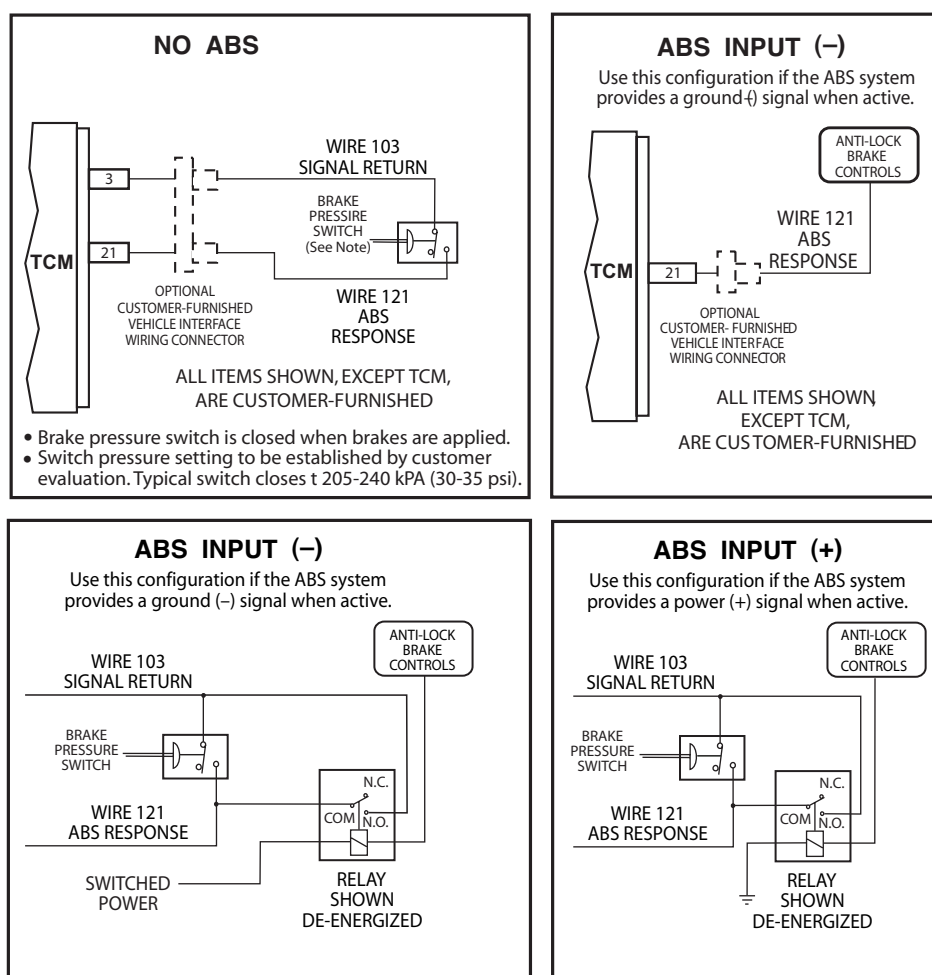 NO ABS
WIRE 103
SIGNAL RETURN
3
BRAKE
PRESSIRE
SWITCH
(See Note)
21
TCM
OPTIONAL
CUSTOMER-FURNISHED
VEHICLE INTERFACE
WIRING CONNECTOR
WIRE 121
ABS
RESPONSE
ALL ITEMS SHOWN, EXCEPT TCM,
ARE CUSTOMER-FURNISHED
• Brake pressure switch is closed when brakes are applied.
• Switch pressure setting to be established by customer
evaluation. Typical switch closes t 205-240 kPA (30-35 psi).
ABS INPUT (–)
Use this configuration if the ABS system
provides a ground (-) signal when active.
ANTI-LOCK
BRAKE
CONTROLS
WIRE 121
ABS
RESPONSE
TCM
21
OPTIONAL
CUSTOMER- FURNISHED
VEHICLE INTERFACE
WIRING CONNECTOR
ALL ITEMS SHOWN,
EXCEPT TCM,
ARE CUSTOMER-FURNISHED
ABS INPUT (–)
Use this configuration if the ABS system
provides a ground (–) signal when active.
ANTI-LOCK
BRAKE
CONTROLS
WIRE 103
SIGNAL RETURN
BRAKE
PRESSURE
SWITCH
N.C.
COM
N.O.
WIRE 121
ABS RESPONSE
SWITCHED
POWER
RELAY
SHOWN
DE-ENERGIZED
ABS INPUT (+)
Use this configuration if the ABS system
provides a power (+) signal when active.
ANTI-LOCK
BRAKE
CONTROLS
WIRE 103
SIGNAL RETURN
BRAKE
PRESSURE
SWITCH
N.C.
COM
N.O.
WIRE 121
ABS RESPONSE
RELAY
SHOWN
DE-ENERGIZED